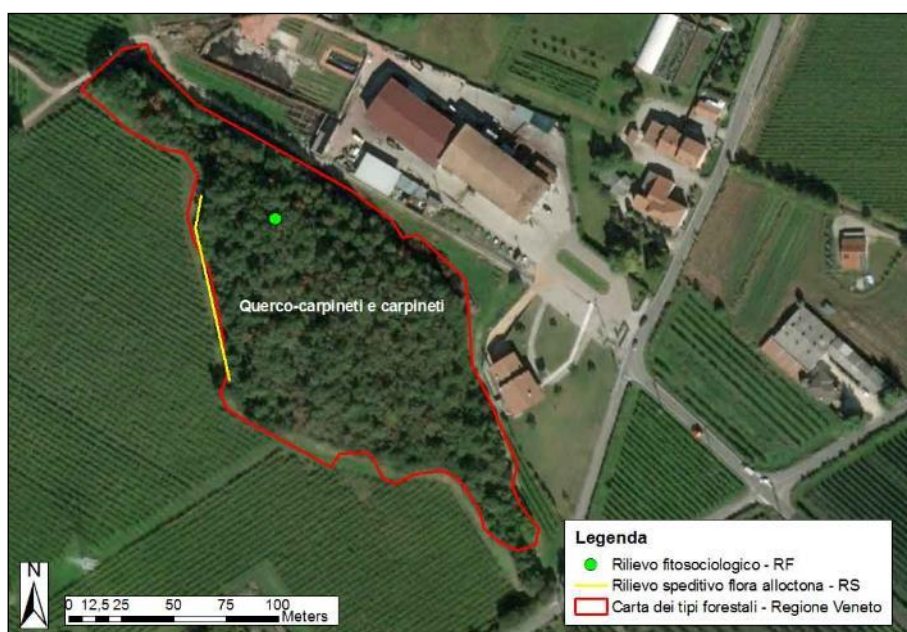 Querco-carpineti e carpineti
Legenda
Rilievo fitosociologico - RF
Rilievo speditivo flora alloctona - RS
Carta dei tipi forestali - Regione Veneto
N
0 12,5 25 50 75 100
Meters